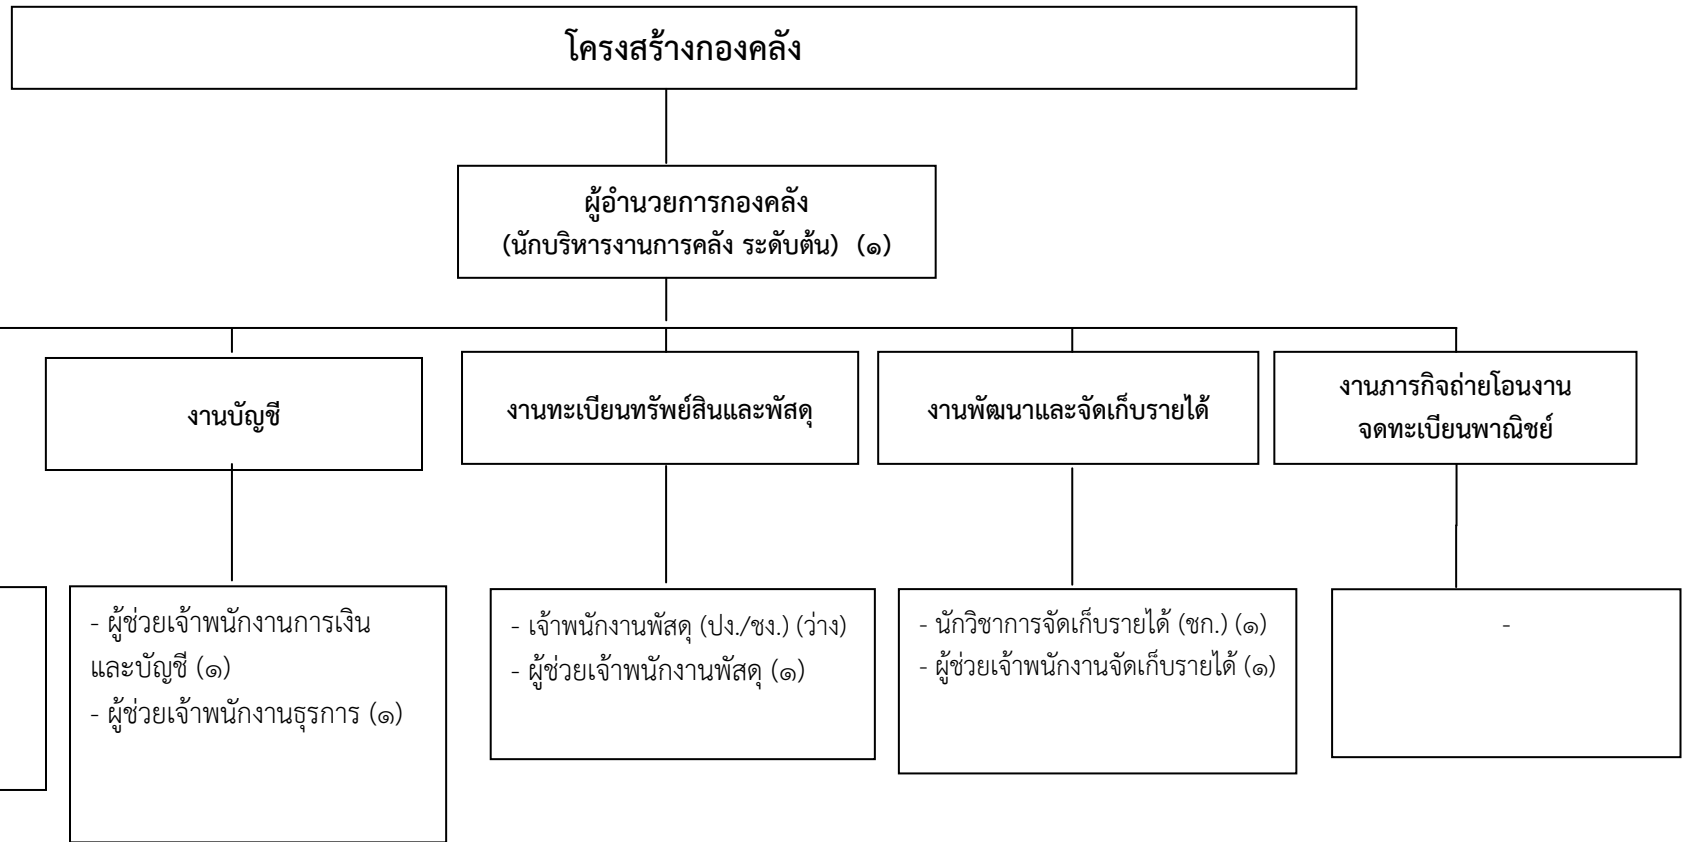 โครงสร้างกองคลัง
ผู้อำนวยการกองคลัง
(นักบริหารงานการคลัง ระดับต้น) (๑)
งานบัญชี
งานทะเบียนทรัพย์สินและพัสดุ
งานพัฒนาและจัดเก็บรายได้
งานภารกิจถ่ายโอนงาน
จดทะเบียนพาณิชย์
- ผู้ช่วยเจ้าพนักงานการเงิน
และบัญชี (๑)
- ผู้ช่วยเจ้าพนักงานธุรการ (๑)
- เจ้าพนักงานพัสดุ (ปง./ชง.) (ว่าง)
- ผู้ช่วยเจ้าพนักงานพัสดุ (๑)
- นักวิชาการจัดเก็บรายได้ (ชก.) (๑)
- ผู้ช่วยเจ้าพนักงานจัดเก็บรายได้ (๑)
-